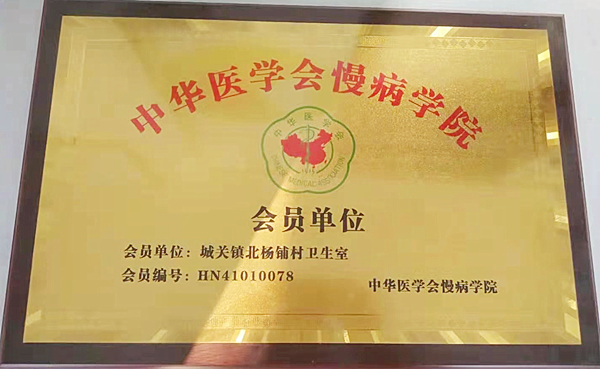 中华医学会慢病学院
中华医学会
CHINESE MEDICAL ASSOCIATION
会员单位
会员单位：城关镇北杨铺村卫生室
会员编号：HN41010078
中华医学会慢病学院